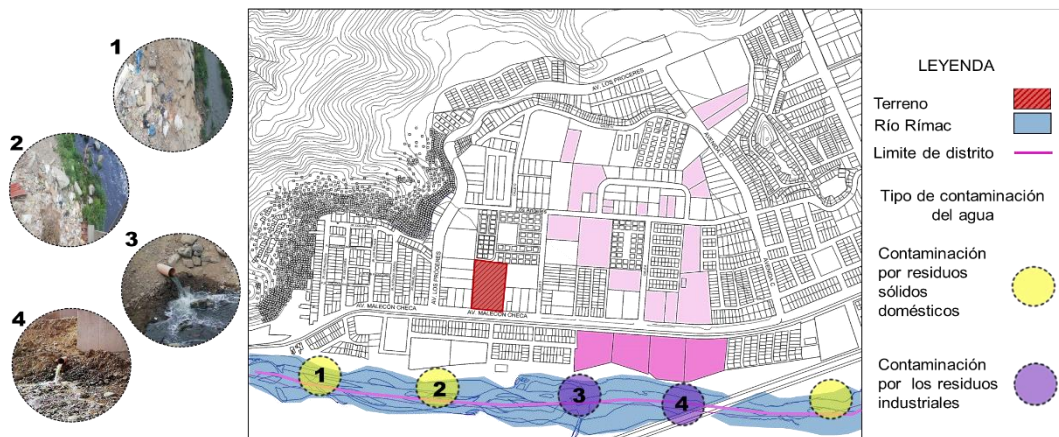 1
2
3
4
AV. LOS PROCERES
AV. LOS PROCERES
AV. MALECON CHECA
AV. MALECON CHECA
1
2
3
4
LEYENDA
Terreno
Río Rímac
Limite de distrito
Tipo de contaminación
del agua
Contaminación
por residuos
sólidos
domésticos
Contaminación
por los residuos
industriales